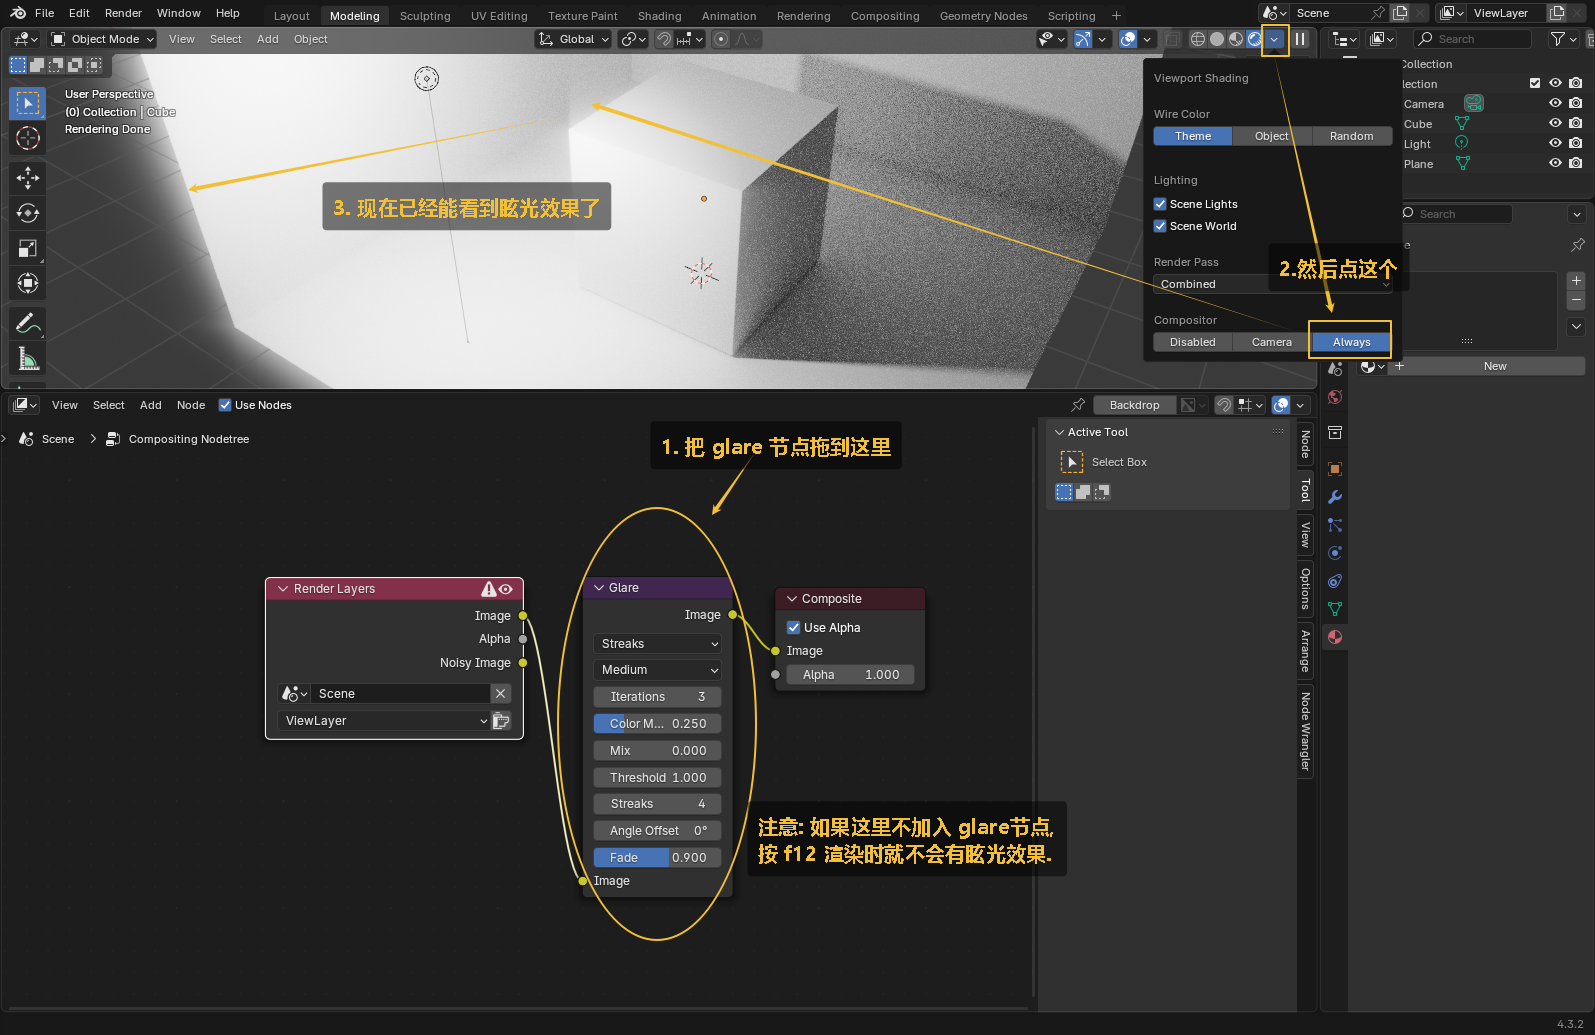 File Edit Render Window Help Layout Modeling Sculpting UV Editing Texture Paint Shading Animation Rendering Compositing Geometry Nodes Scripting + Scene ViewLayer
Object Mode View Select Add Object Global Search
User Perspective
(0) Collection | Cube
Rendering Done
3. 现在已经能看到眩光效果了
Viewport Shading
Wire Color
Theme Object Random
Lighting
Scene Lights
Scene World
Render Pass
Combined
2.然后点这个
Compositor
Disabled Camera Always
Collection
lection
Camera
Cube
Light
Plane
Search
e
New
View Select Add Node Use Nodes Backdrop
Scene Compositing Nodetree
1. 把 glare 节点拖到这里
Active Tool
Select Box
Node
Tool
View
Options
Arrange
Node Wrangler
Render Layers
Image
Alpha
Noisy Image
Scene
ViewLayer
Glare
Image
Streaks
Medium
Iterations 3
Color M... 0.250
Mix 0.000
Threshold 1.000
Streaks 4
Angle Offset 0°
Fade 0.900
Image
Composite
Use Alpha
Image
Alpha 1.000
注意: 如果这里不加入 glare节点,
按 f12 渲染时就不会有眩光效果.
4.3.2